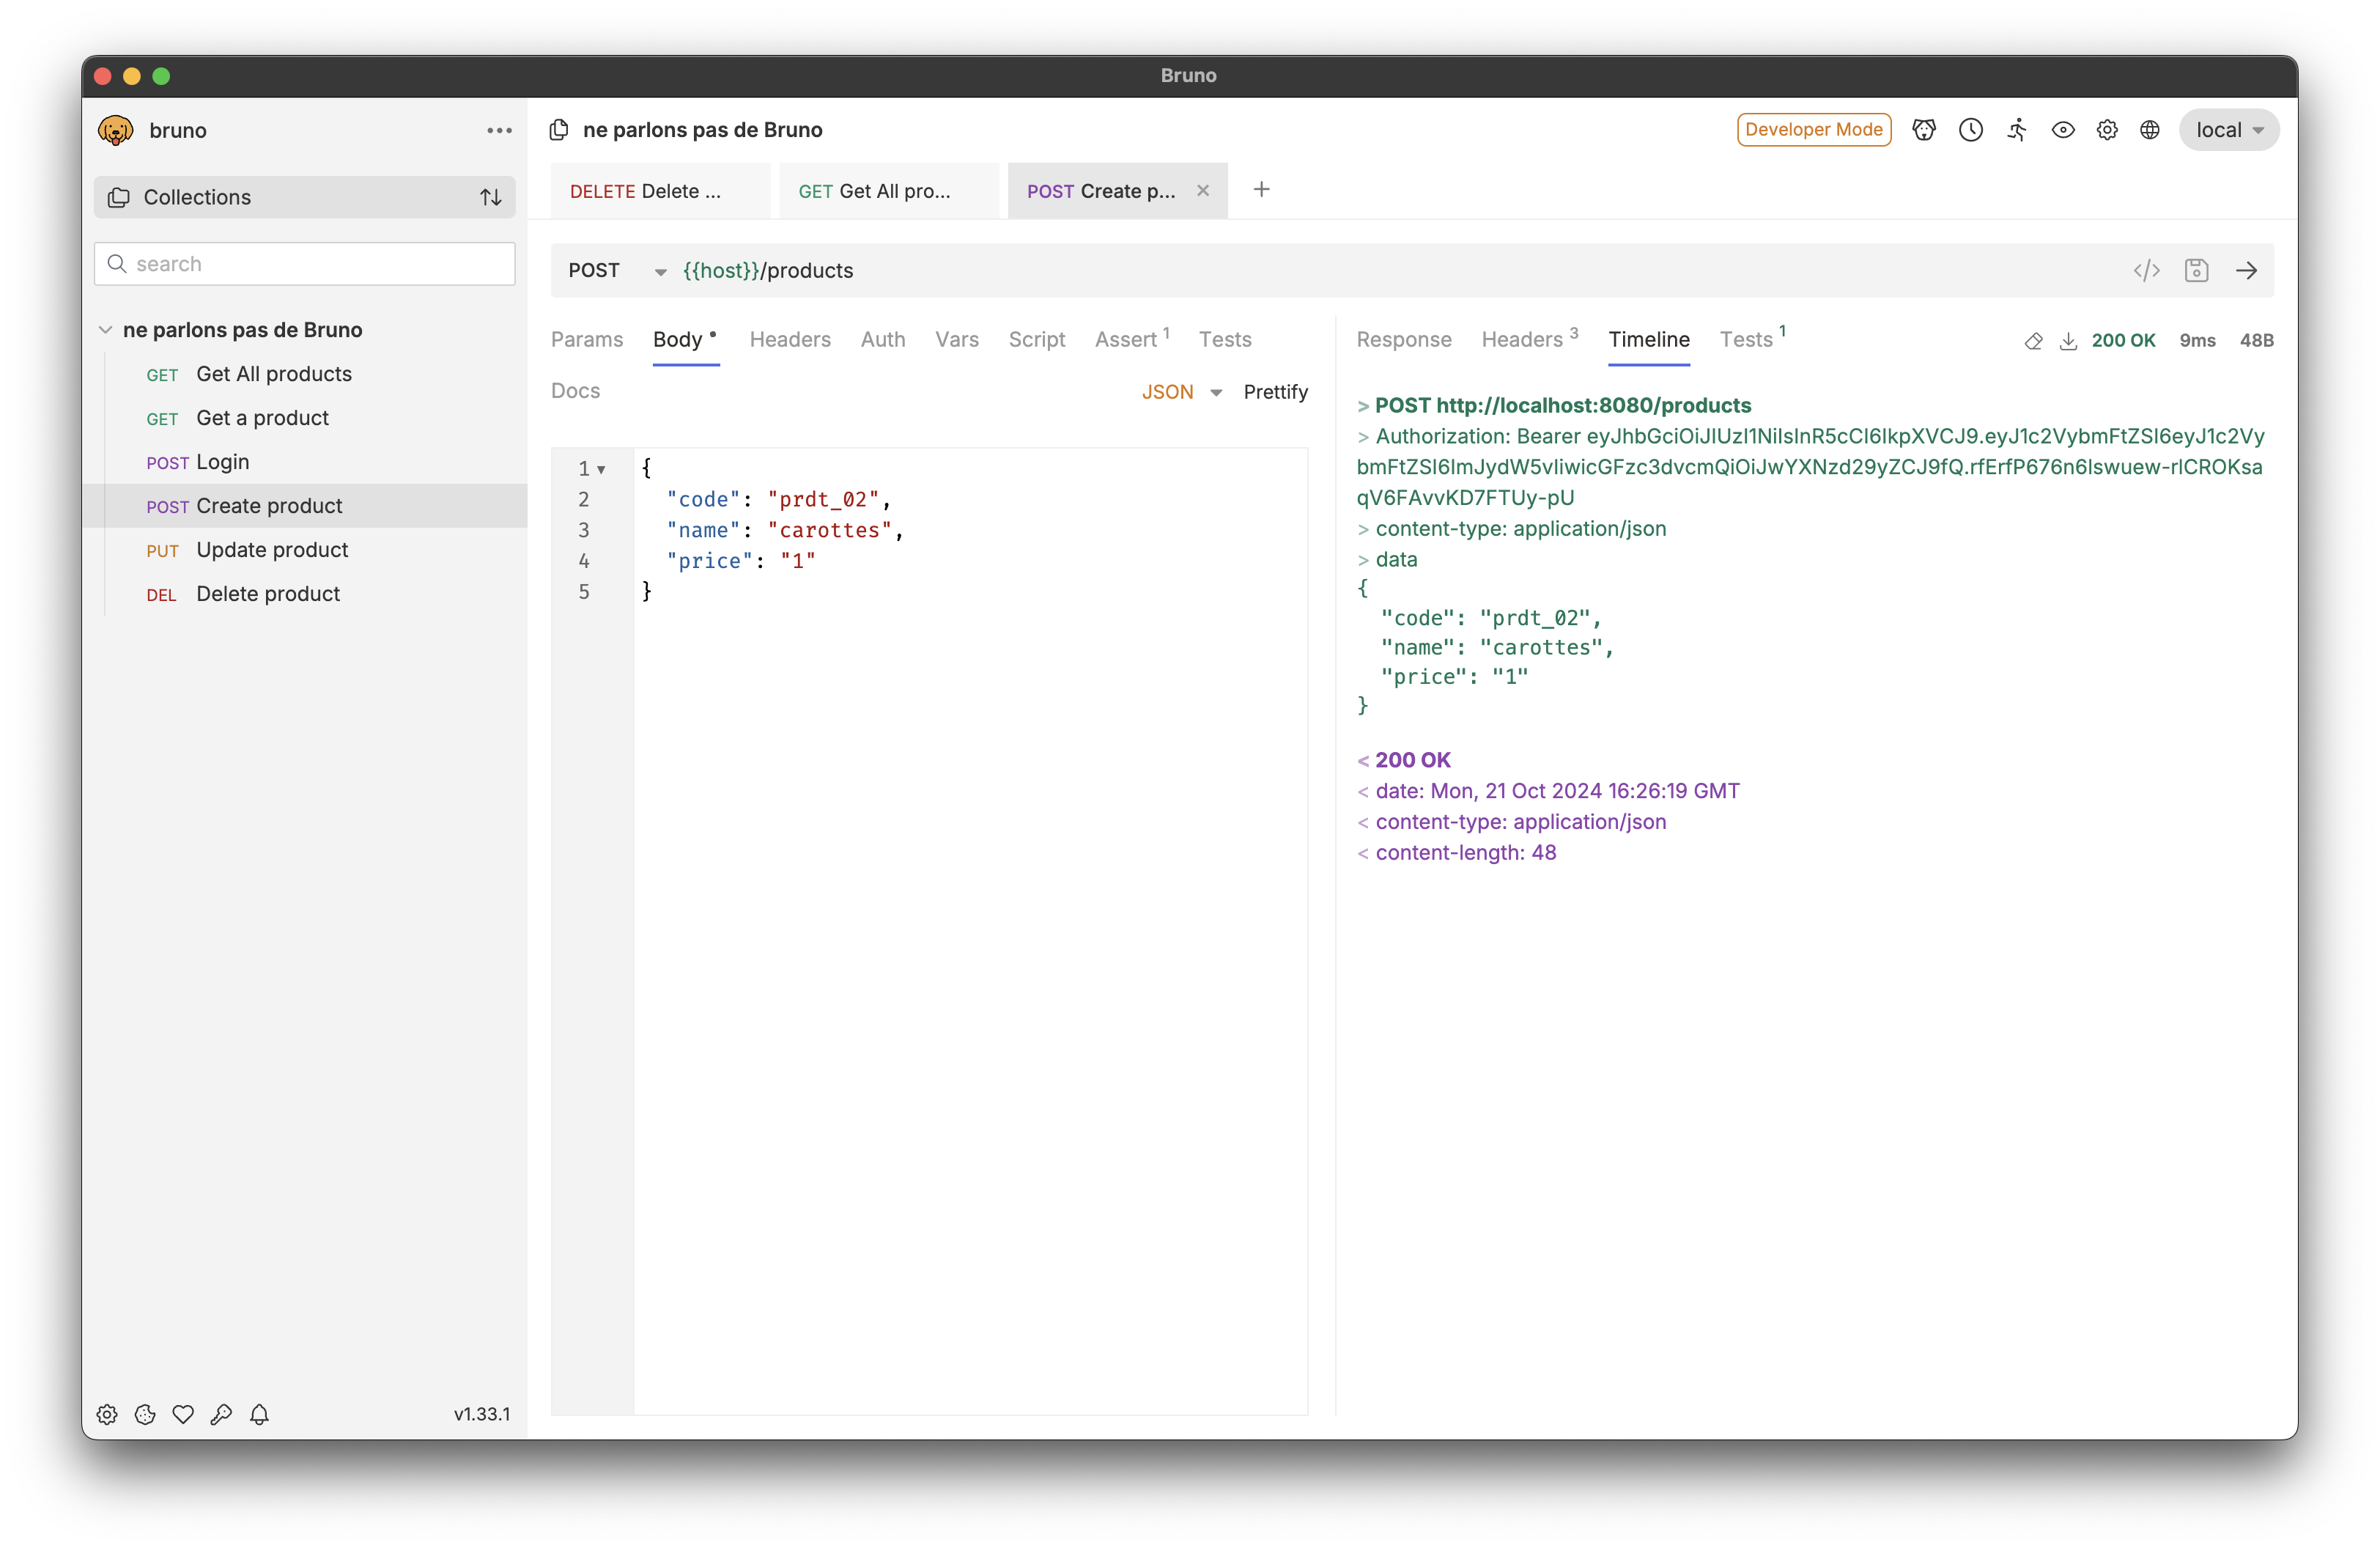 Bruno
bruno
Collections
search
ne parlons pas de Bruno
GET Get All products
GET Get a product
POST Login
POST Create product
PUT Update product
DEL Delete product
v1.33.1
ne parlons pas de Bruno
Developer Mode
local
DELETE Delete ...
GET Get All pro...
POST Create p...
POST {{host}}/products
Params Body Headers Auth Vars Script Assert 1 Tests
Docs
JSON Prettify
1 {
2 "code": "prdt_02",
3 "name": "carottes",
4 "price": "1"
5 }
Response Headers 3 Timeline Tests 1
200 OK 9ms 48B
> POST http://localhost:8080/products
> Authorization: Bearer eyJhbGciOiJIUzI1NiIsInR5cCI6IkpXVCJ9.eyJ1c2VybmFtZSI6eyJ1c2Vy
bmFtZSI6ImJydW5vIiwicGFzc3dvcmQiOiJwYXNzd29yZCJ9fQ.rfErfP676n6lswuew-rlCROKsa
qV6FAvvKD7FTUy-pU
> content-type: application/json
> data
{
"code": "prdt_02",
"name": "carottes",
"price": "1"
}
< 200 OK
< date: Mon, 21 Oct 2024 16:26:19 GMT
< content-type: application/json
< content-length: 48